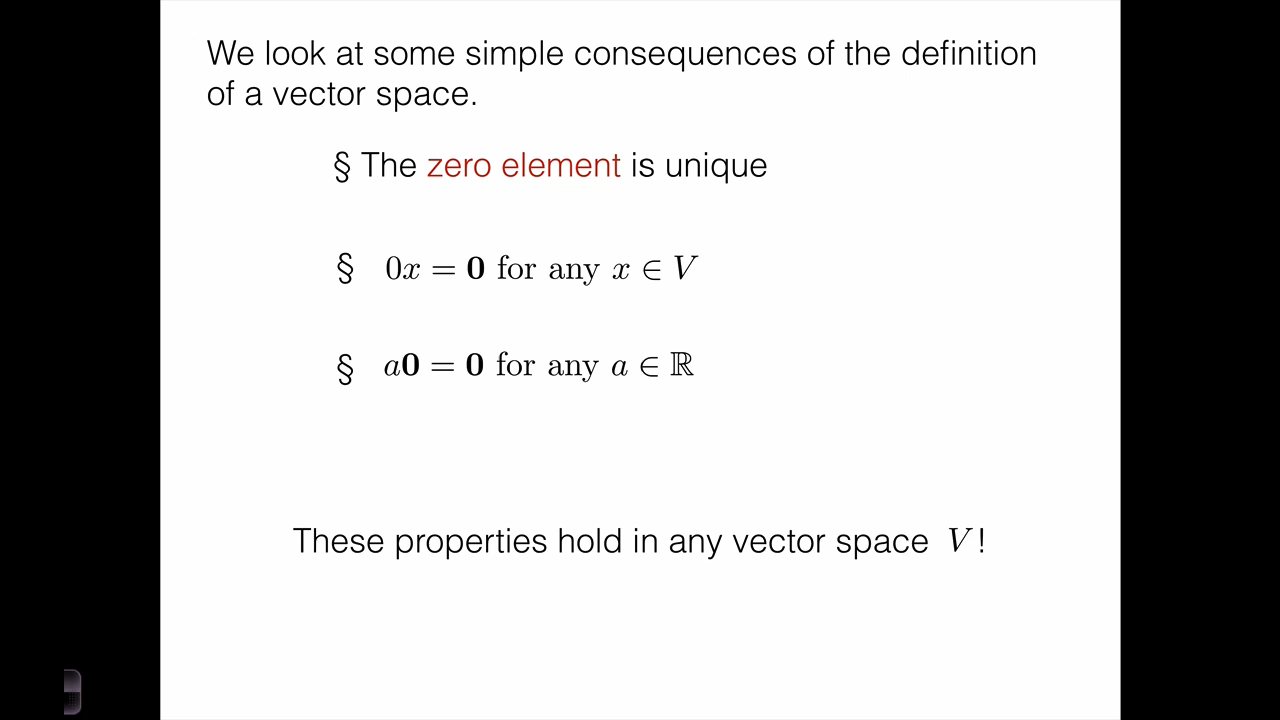 We look at some simple consequences of the definition
of a vector space.
§ The zero element is unique
§ 0x = 𝟎 for any x ∈ V
§ a𝟎 = 𝟎 for any a ∈ ℝ
These properties hold in any vector space V!